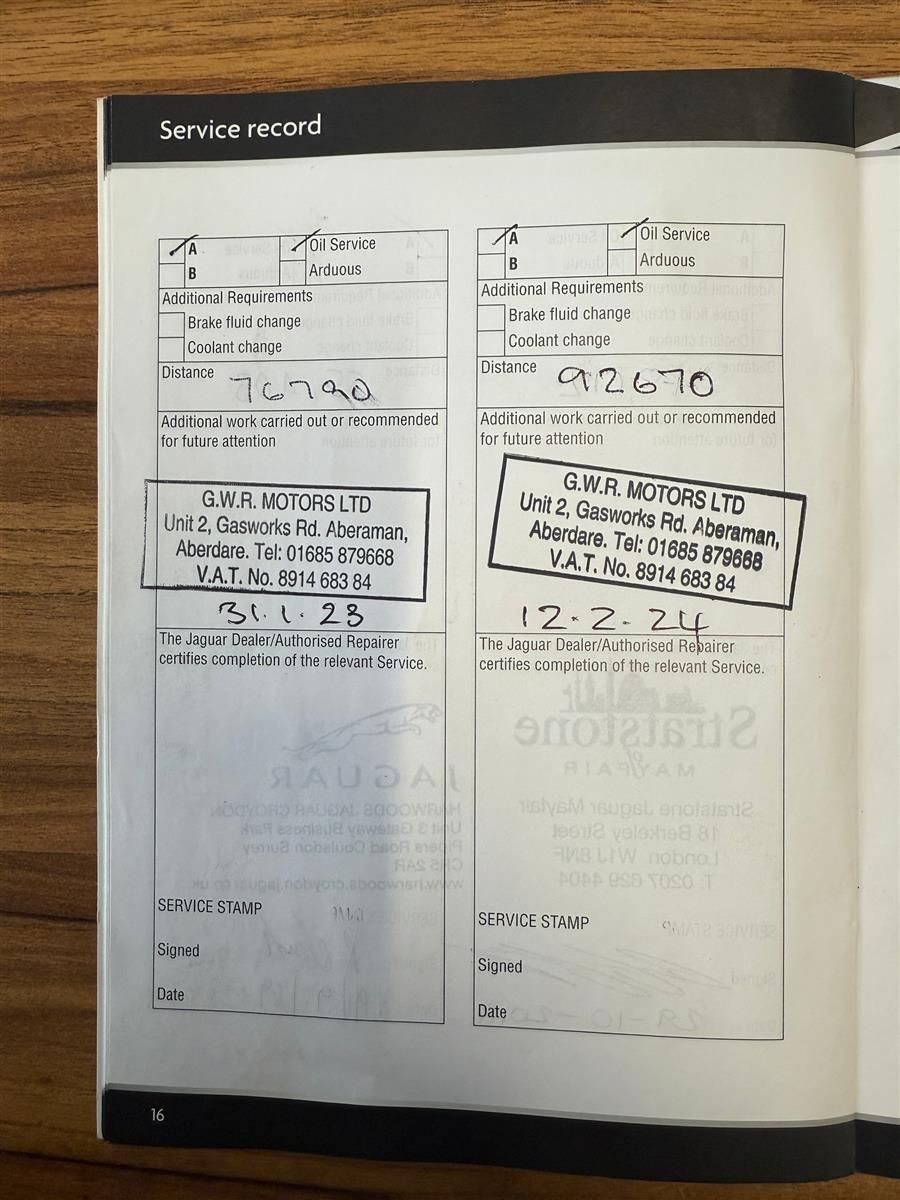 Service record
A
Oil Service
B
Arduous
Additional Requirements
Brake fluid change
Coolant change
Distance
76790
Additional work carried out or recommended
for future attention
G.W.R. MOTORS LTD
Unit 2, Gasworks Rd. Aberaman,
Aberdare. Tel: 01685 879668
V.A.T. No. 8914 683 84
31.1.23
The Jaguar Dealer/Authorised Repairer
certifies completion of the relevant Service.
SERVICE STAMP
Signed
Date
A
Oil Service
B
Arduous
Additional Requirements
Brake fluid change
Coolant change
Distance
92670
Additional work carried out or recommended
for future attention
G.W.R. MOTORS LTD
Unit 2, Gasworks Rd. Aberaman,
Aberdare. Tel: 01685 879668
V.A.T. No. 8914 683 84
12.2.24
The Jaguar Dealer/Authorised Repairer
certifies completion of the relevant Service.
SERVICE STAMP
Signed
Date
16